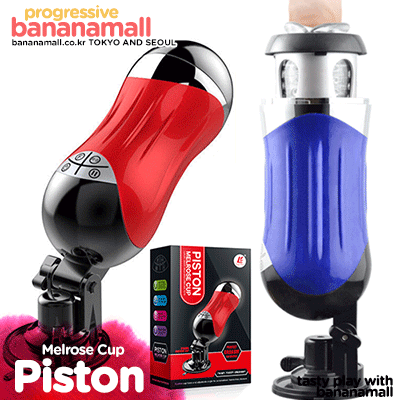 progressive
bananamall
bananamall.co.kr TOKYO AND SEOUL
PISTON
MELROSE CUP
Melrose Cup
Piston
tasty play with
bananamall